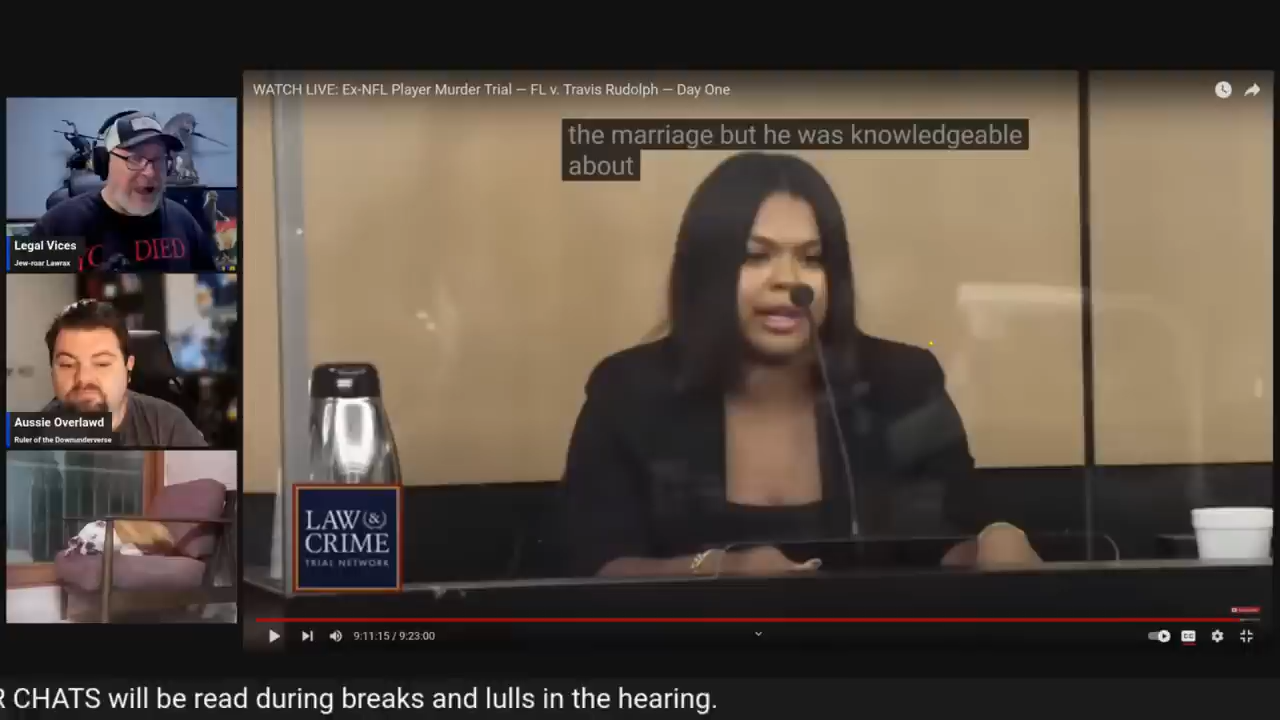 WATCH LIVE: Ex-NFL Player Murder Trial — FL v. Travis Rudolph — Day One
the marriage but he was knowledgeable
about
DIED
Legal Vices
Jew-roar Lawrax
Aussie Overlawd
Ruler of the Downunderverse
LAW &
CRIME
TRIAL NETWORK
9:11:15 / 9:23:00
CC
R CHATS will be read during breaks and lulls in the hearing.